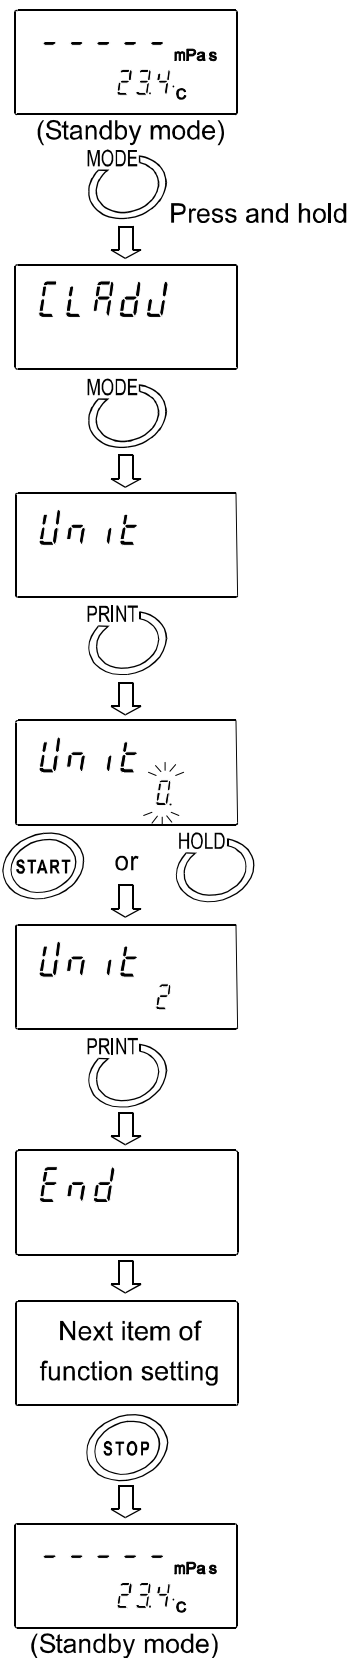 - - - - - mPas
23.4 C
(Standby mode)
MODE
Press and hold
CLAdJ
MODE
Unit
PRINT
Unit
0.
START or HOLD
Unit
2
PRINT
End
Next item of
function setting
STOP
- - - - - mPas
23.4 C
(Standby mode)